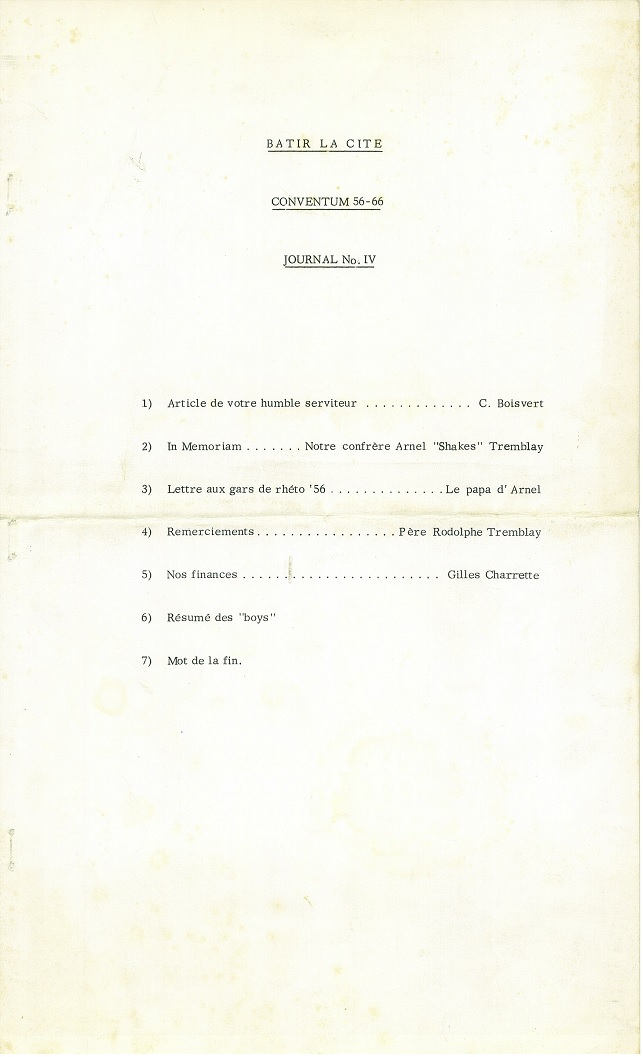 BATIR LA CITE
CONVENTUM 56-66
JOURNAL No. IV
1) Article de votre humble serviteur . . . . . . . . . . . . . C. Boisvert
2) In Memoriam . . . . . . . Notre confrère Arnel "Shakes" Tremblay
3) Lettre aux gars de rhéto '56 . . . . . . . . . . . . . . Le papa d'Arnel
4) Remerciements . . . . . . . . . . . . . . . . . Père Rodolphe Tremblay
5) Nos finances . . . . . . . . . . . . . . . . . . . . . . . . Gilles Charrette
6) Résumé des "boys"
7) Mot de la fin.